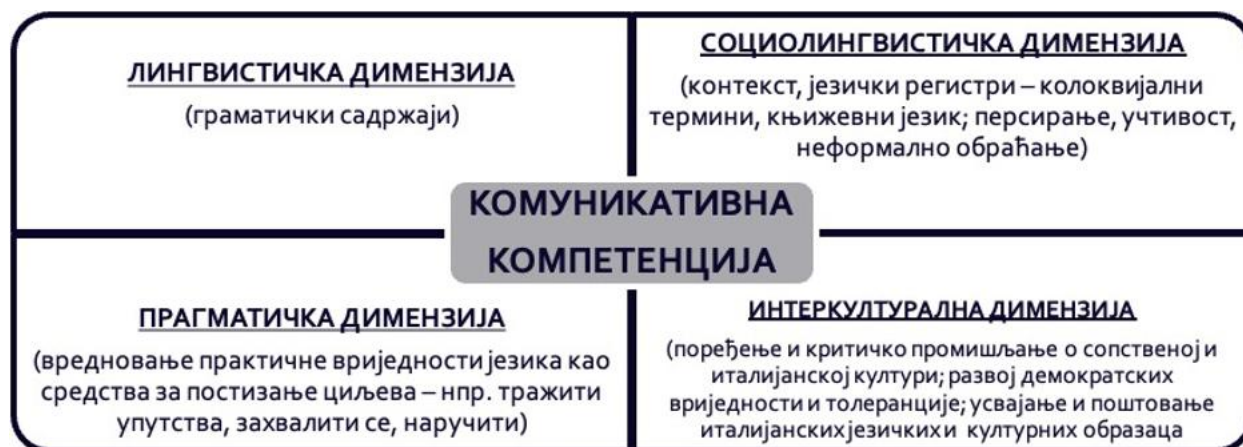 ЛИНГВИСТИЧКА ДИМЕНЗИЈА
(граматички садржаји)
СОЦИОЛИНГВИСТИЧКА ДИМЕНЗИЈА
(контекст, језички регистри – колоквијални
термини, књижевни језик; персирање, учтивост,
неформално обраћање)
КОМУНИКАТИВНА
КОМПЕТЕНЦИЈА
ПРАГМАТИЧКА ДИМЕНЗИЈА
(вредновање практичне вриједности језика као
средства за постизање циљева – нпр. тражити
упутства, захвалити се, наручити)
ИНТЕРКУЛТУРАЛНА ДИМЕНЗИЈА
(поређење и критичко промишљање о сопственој и
италијанској култури; развој демократских
вриједности и толеранције; усвајање и поштовање
италијанских језичких и културних образаца